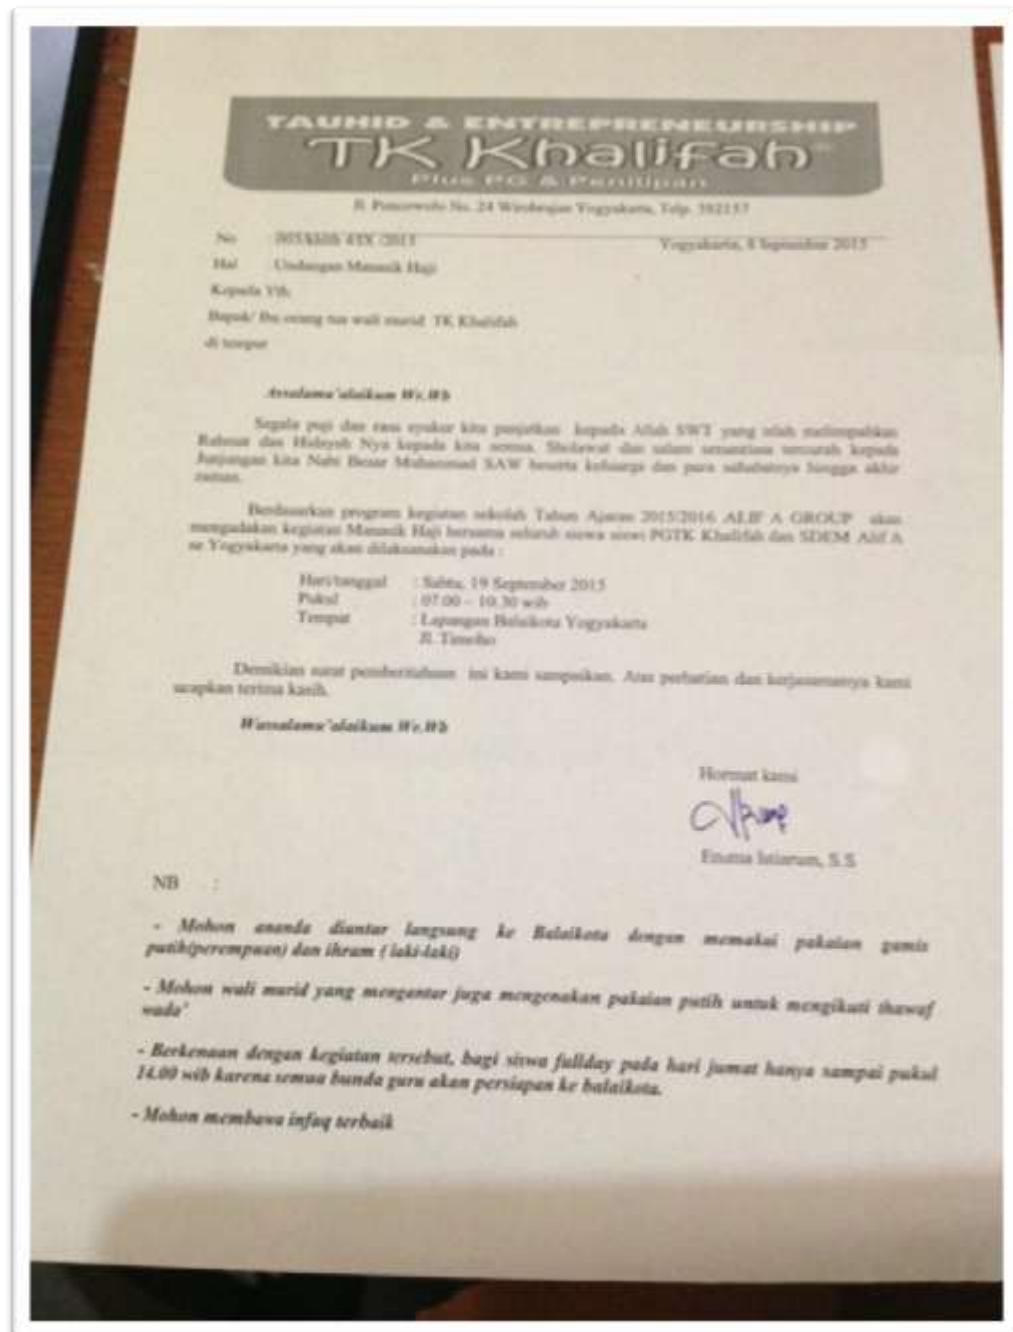 TAUHID & ENTREPRENEURSHIP
TK Khalifah
Plus PG & Penitipan
No. 24 Wirobrajan Yogyakarta, Telp. 392157
No : /2015 Yogyakarta, 8 September 2015
Hal : Undangan Manasik Haji
Kepada Yth
Bapak/ Ibu orang tua wali murid TK Khalifah
di tempat
Assalamu'alaikum Wr.Wb
Segala puji dan rasa syukur kita panjatkan kepada Allah SWT yang telah melimpahkan
Rahmat dan Hidayah Nya kepada kita semua. Sholawat dan salam senantiasa tercurah kepada
Junjungan kita Nabi Besar Muhammad SAW beserta keluarga dan para sahabatnya hingga akhir
zaman.
Berdasarkan program kegiatan sekolah Tahun Ajaran 2015/2016 ALIF A GROUP akan
mengadakan kegiatan Manasik Haji bersama seluruh siswa siswi PGTK Khalifah dan SDEM Alif A
se Yogyakarta yang akan dilaksanakan pada :
Hari/tanggal : Sabtu, 19 September 2015
Pukul : 07.00 – 10.30 wib
Tempat : Lapangan Balaikota Yogyakarta
Jl. Timoho
Demikian surat pemberitahuan ini kami sampaikan. Atas perhatian dan kerjasamanya kami
ucapkan terima kasih.
Wassalamu'alaikum Wr.Wb
Hormat kami
Istiarum, S.S
NB :
- Mohon ananda diantar langsung ke Balaikota dengan memakai pakaian gamis
putih(perempuan) dan ihram ( laki-laki)
- Mohon wali murid yang mengantar juga mengenakan pakaian putih untuk mengikuti thawaf
wada'
- Berkenaan dengan kegiatan tersebut, bagi siswa fullday pada hari jumat hanya sampai pukul
14.00 wib karena semua bunda guru akan persiapan ke balaikota.
- Mohon membawa infaq terbaik